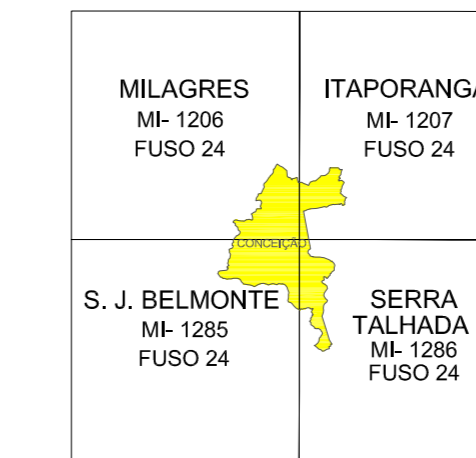 MILAGRES
MI- 1206
FUSO 24
ITAPORANGA
MI- 1207
FUSO 24
CONCEIÇÃO
S. J. BELMONTE
MI- 1285
FUSO 24
SERRA
TALHADA
MI- 1286
FUSO 24